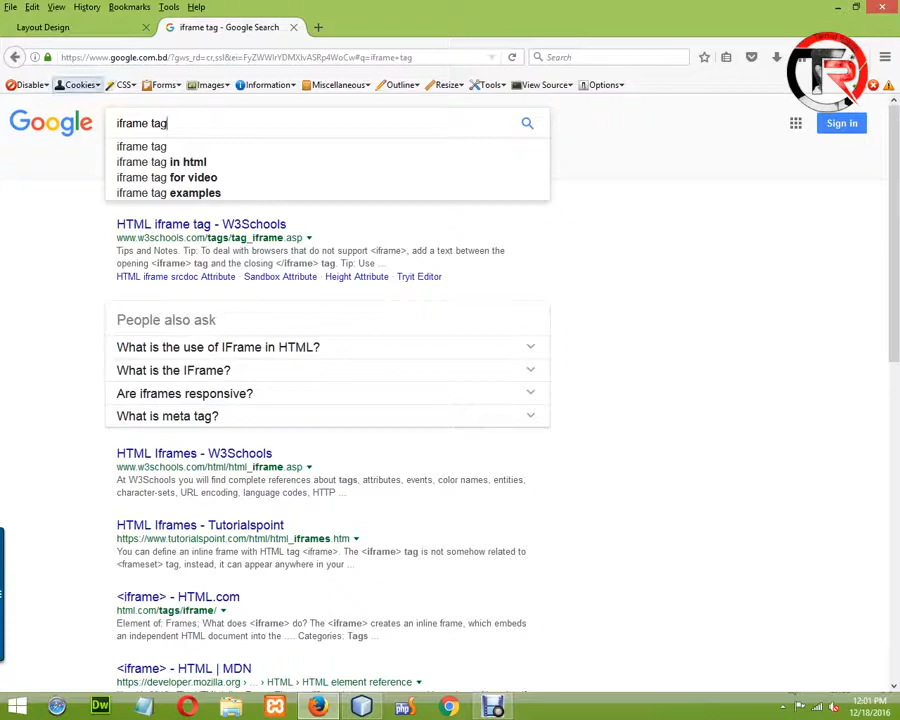 File Edit View History Bookmarks Tools Help
Layout Design × iframe tag - Google Search × +
https://www.google.com.bd/?gws_rd=cr,ssl&ei=FyZWWIrYDMXIvASRp4WoCw#q=iframe+tag Search
Disable Cookies CSS Forms Images Information Miscellaneous Outline Resize Tools View Source Options
Google iframe tag Sign in
iframe tag
iframe tag in html
iframe tag for video
iframe tag examples
HTML iframe tag - W3Schools
www.w3schools.com/tags/tag_iframe.asp
Tips and Notes. Tip: To deal with browsers that do not support <iframe>, add a text between the
opening <iframe> tag and the closing </iframe> tag. Tip: Use ...
HTML iframe srcdoc Attribute · Sandbox Attribute · Height Attribute · Tryit Editor
People also ask
What is the use of IFrame in HTML?
What is the IFrame?
Are iframes responsive?
What is meta tag?
HTML Iframes - W3Schools
www.w3schools.com/html/html_iframe.asp
At W3Schools you will find complete references about tags, attributes, events, color names, entities,
character-sets, URL encoding, language codes, HTTP ...
HTML Iframes - Tutorialspoint
https://www.tutorialspoint.com/html/html_iframes.htm
You can define an inline frame with HTML tag <iframe>. The <iframe> tag is not somehow related to
<frameset> tag, instead, it can appear anywhere in your ...
<iframe> - HTML.com
html.com/tags/iframe/
Element of: Frames; What does <iframe> do? The <iframe> creates an inline frame, which embeds
an independent HTML document into the .... Categories: Tags ...
<iframe> - HTML | MDN
https://developer.mozilla.org › ... › HTML › HTML element reference
Dw php
12:01 PM
12/18/2016